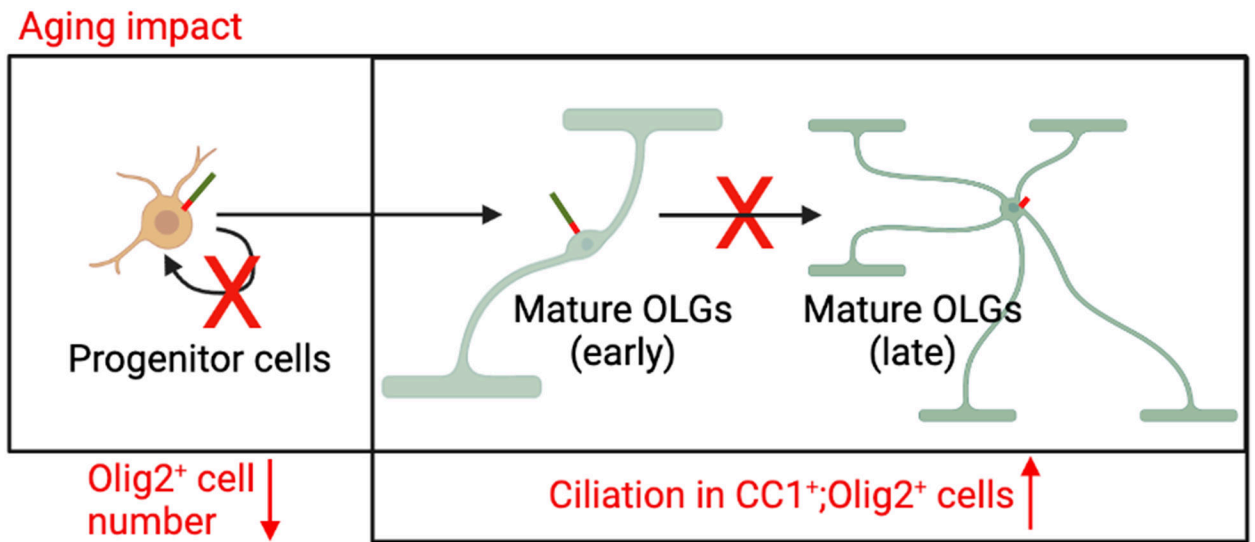 Aging impact
Progenitor cells
Mature OLGs
(early)
Mature OLGs
(late)
Olig2⁺ cell
number
Ciliation in CC1⁺;Olig2⁺ cells